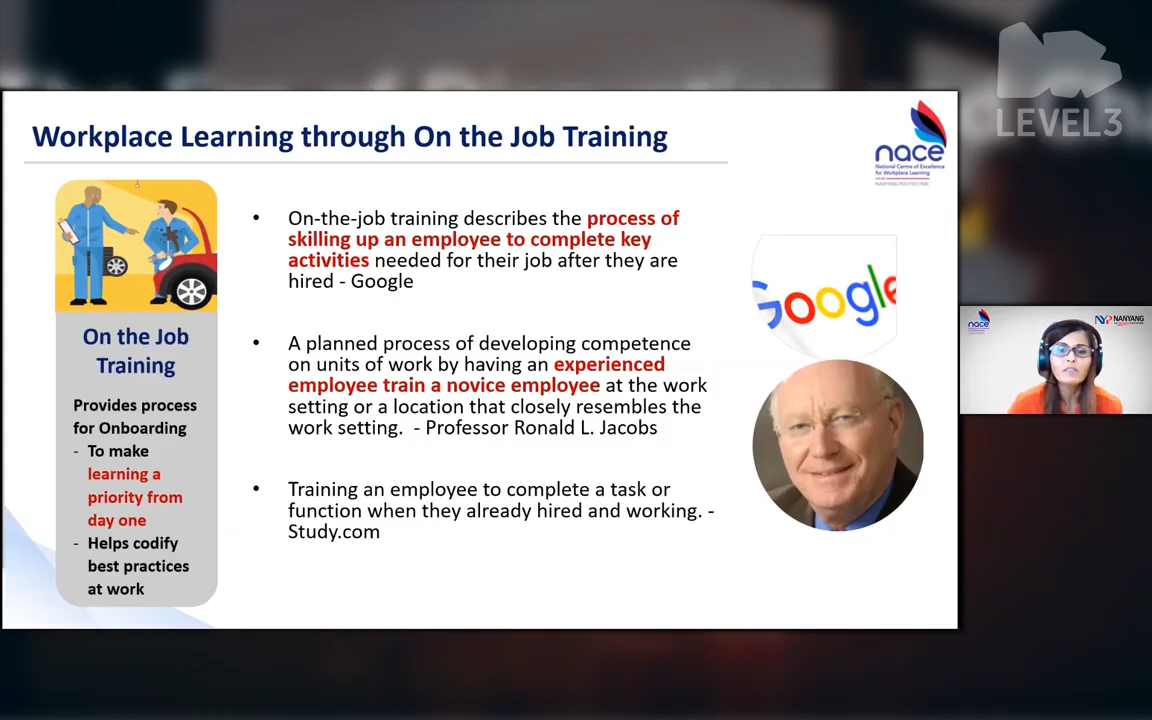 LEVEL3
Workplace Learning through On the Job Training
nace
National Centre of Excellence
for Workplace Learning
NANYANG POLYTECHNIC
On the Job
Training
Provides process
for Onboarding
- To make
learning a
priority from
day one
- Helps codify
best practices
at work
• On-the-job training describes the process of
skilling up an employee to complete key
activities needed for their job after they are
hired - Google
• A planned process of developing competence
on units of work by having an experienced
employee train a novice employee at the work
setting or a location that closely resembles the
work setting. - Professor Ronald L. Jacobs
• Training an employee to complete a task or
function when they already hired and working. -
Study.com
Google
nace
NYP NANYANG